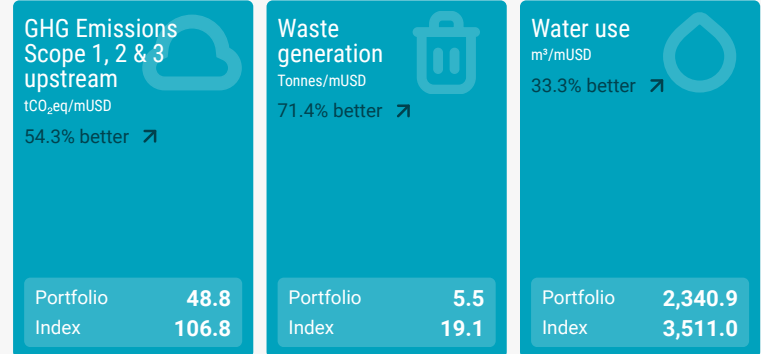 GHG Emissions
Scope 1, 2 & 3
upstream
tCO₂eq/mUSD
54.3% better
Portfolio 48.8
Index 106.8
Waste
generation
Tonnes/mUSD
71.4% better
Portfolio 5.5
Index 19.1
Water use
m³/mUSD
33.3% better
Portfolio 2,340.9
Index 3,511.0